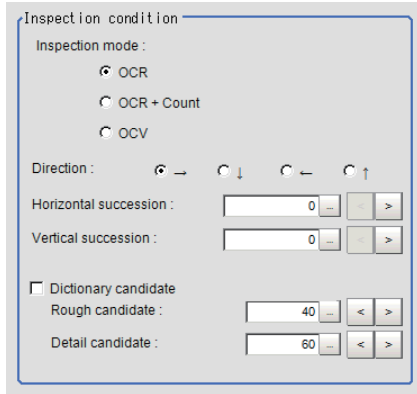 Inspection condition
Inspection mode :
OCR
OCR + Count
OCV
Direction : → ↓ ← ↑
Horizontal succession : 0 ... < >
Vertical succession : 0 ... < >
Dictionary candidate
Rough candidate : 40 ... < >
Detail candidate : 60 ... < >